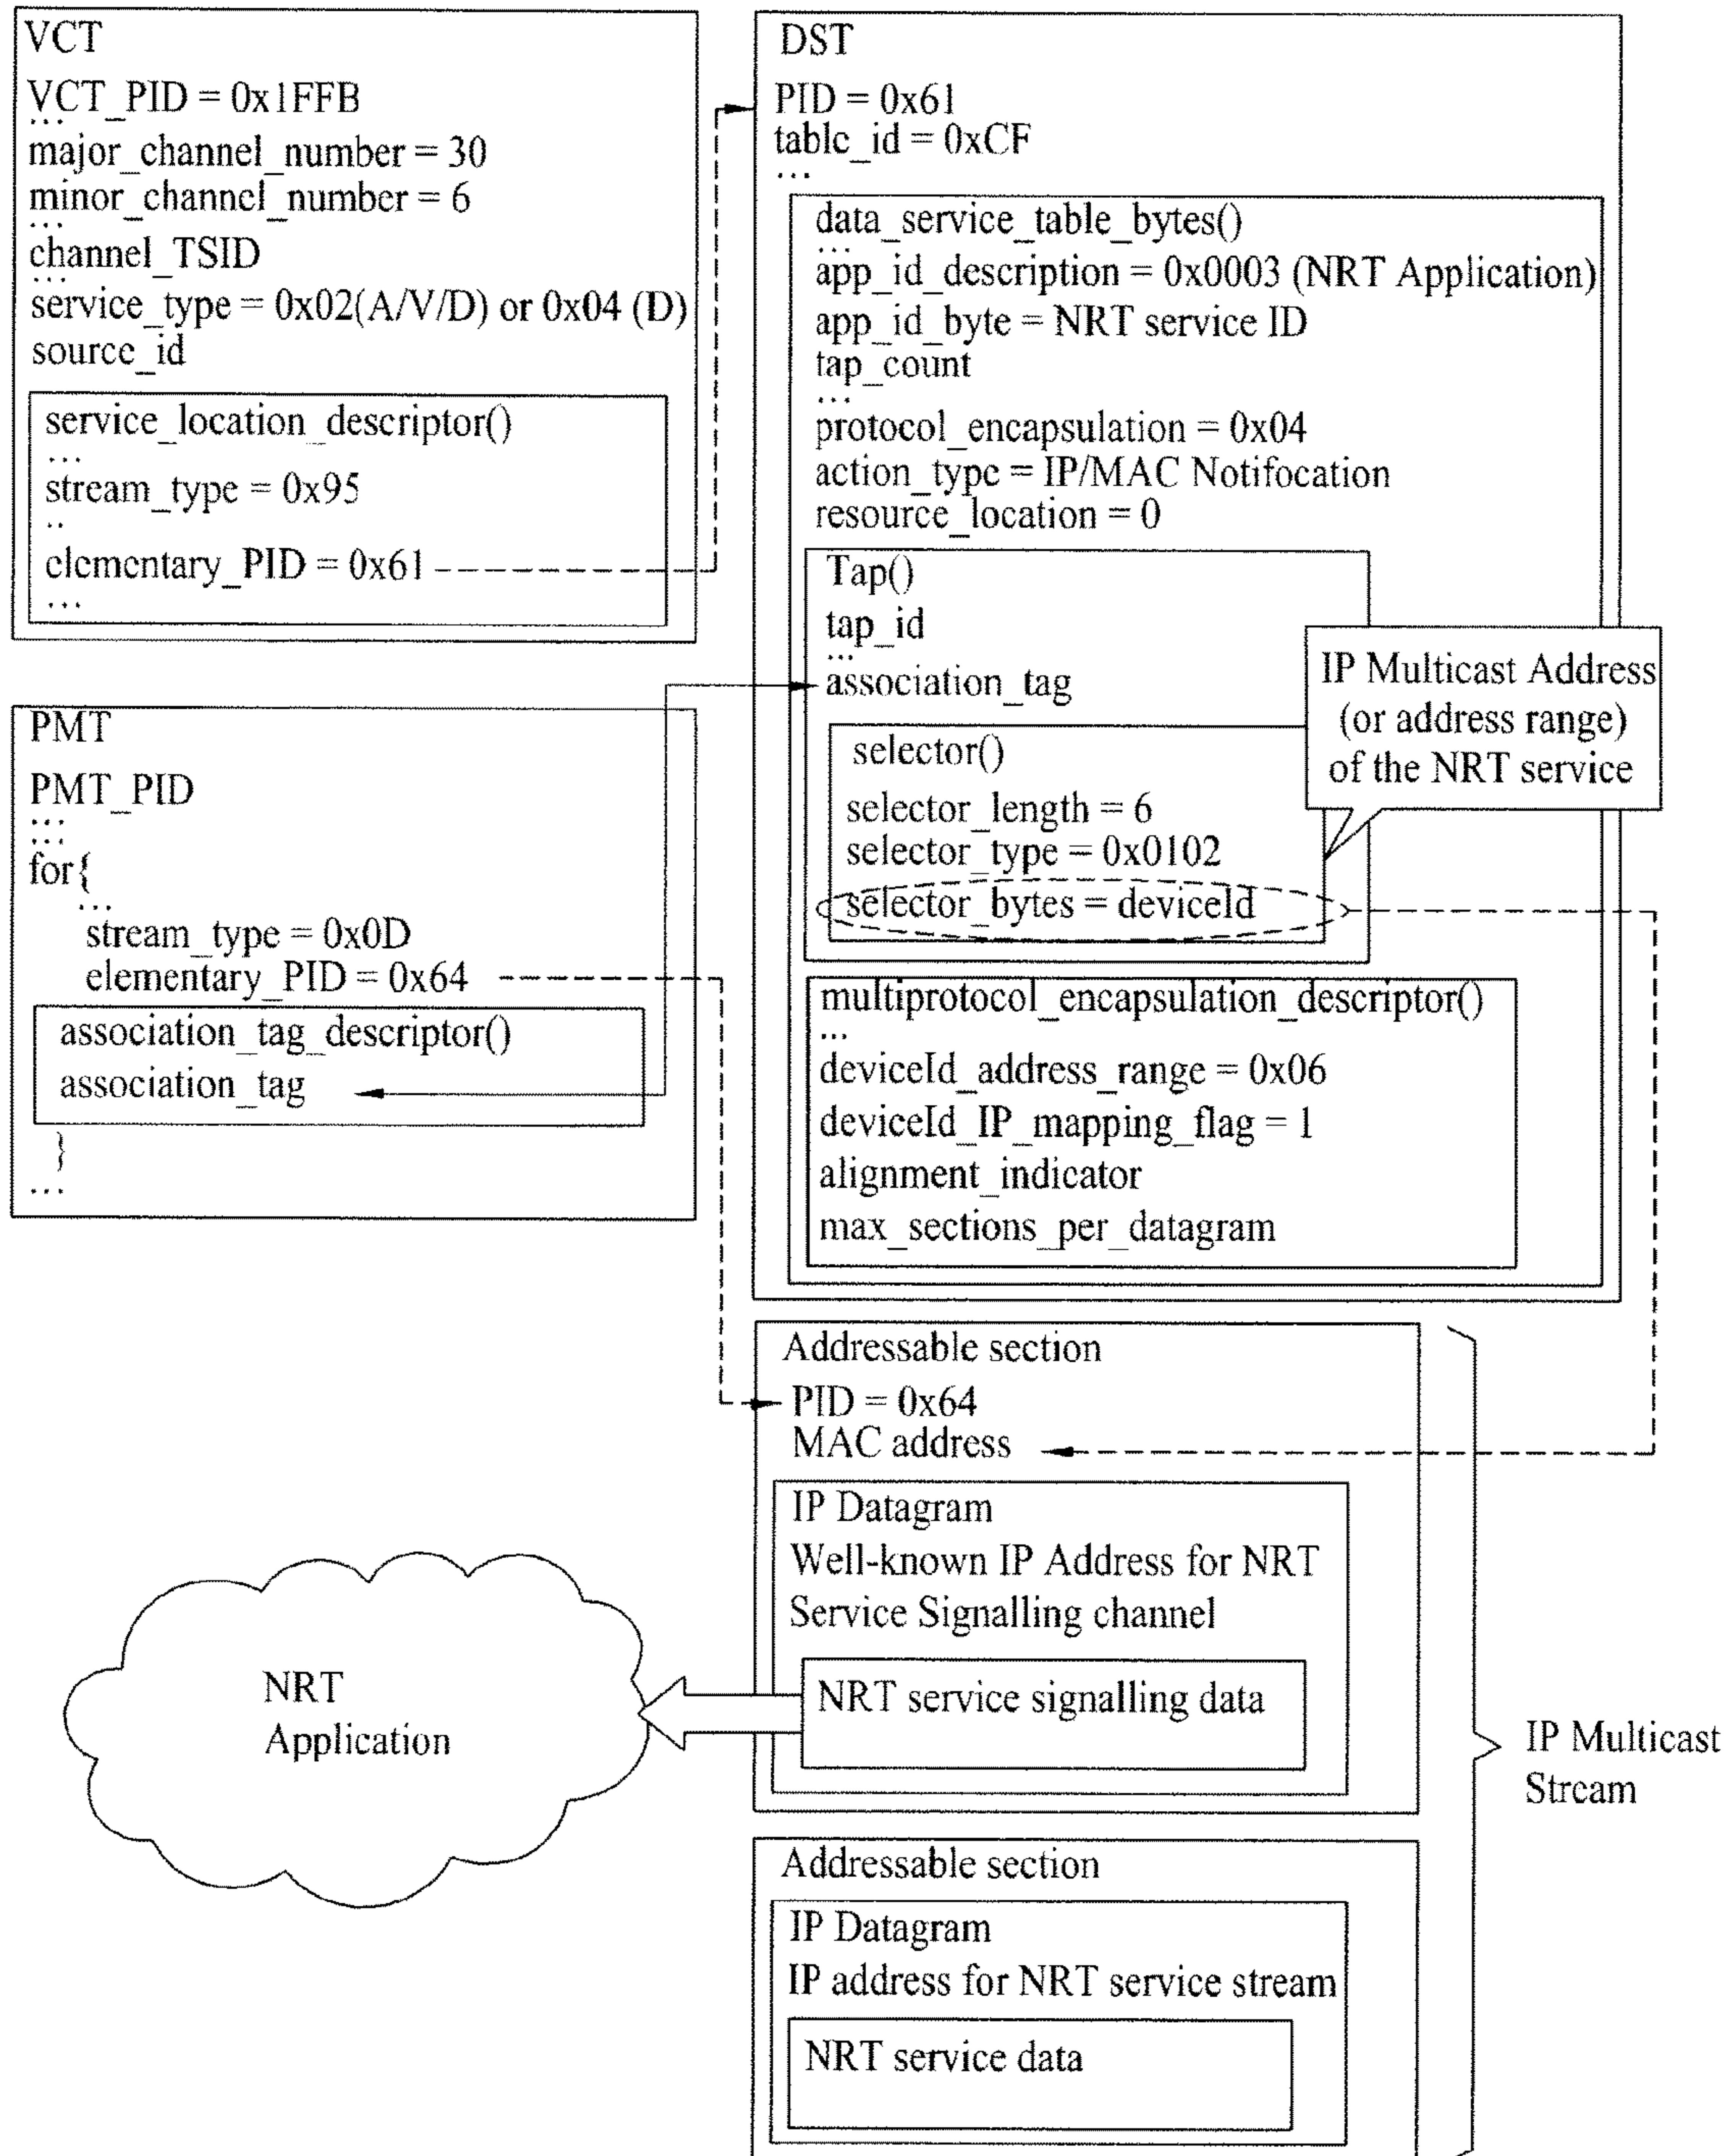 VCT
VCT_PID = 0x1FFB
...
major_channel_number = 30
minor_channel_number = 6
...
channel_TSID
...
service_type = 0x02(A/V/D) or 0x04 (D)
source_id
service_location_descriptor()
...
stream_type = 0x95
..
elementary_PID = 0x61
...
PMT
PMT_PID
...
...
for{
...
stream_type = 0x0D
elementary_PID = 0x64
association_tag_descriptor()
association_tag
}
...
DST
PID = 0x61
table_id = 0xCF
...
data_service_table_bytes()
...
app_id_description = 0x0003 (NRT Application)
app_id_byte = NRT service ID
tap_count
...
protocol_encapsulation = 0x04
action_type = IP/MAC Notifocation
resource_location = 0
Tap()
tap_id
...
association_tag
selector()
selector_length = 6
selector_type = 0x0102
selector_bytes = deviceId
IP Multicast Address
(or address range)
of the NRT service
multiprotocol_encapsulation_descriptor()
...
deviceId_address_range = 0x06
deviceId_IP_mapping_flag = 1
alignment_indicator
max_sections_per_datagram
Addressable section
PID = 0x64
MAC address
IP Datagram
Well-known IP Address for NRT
Service Signalling channel
NRT service signalling data
NRT
Application
IP Multicast
Stream
Addressable section
IP Datagram
IP address for NRT service stream
NRT service data